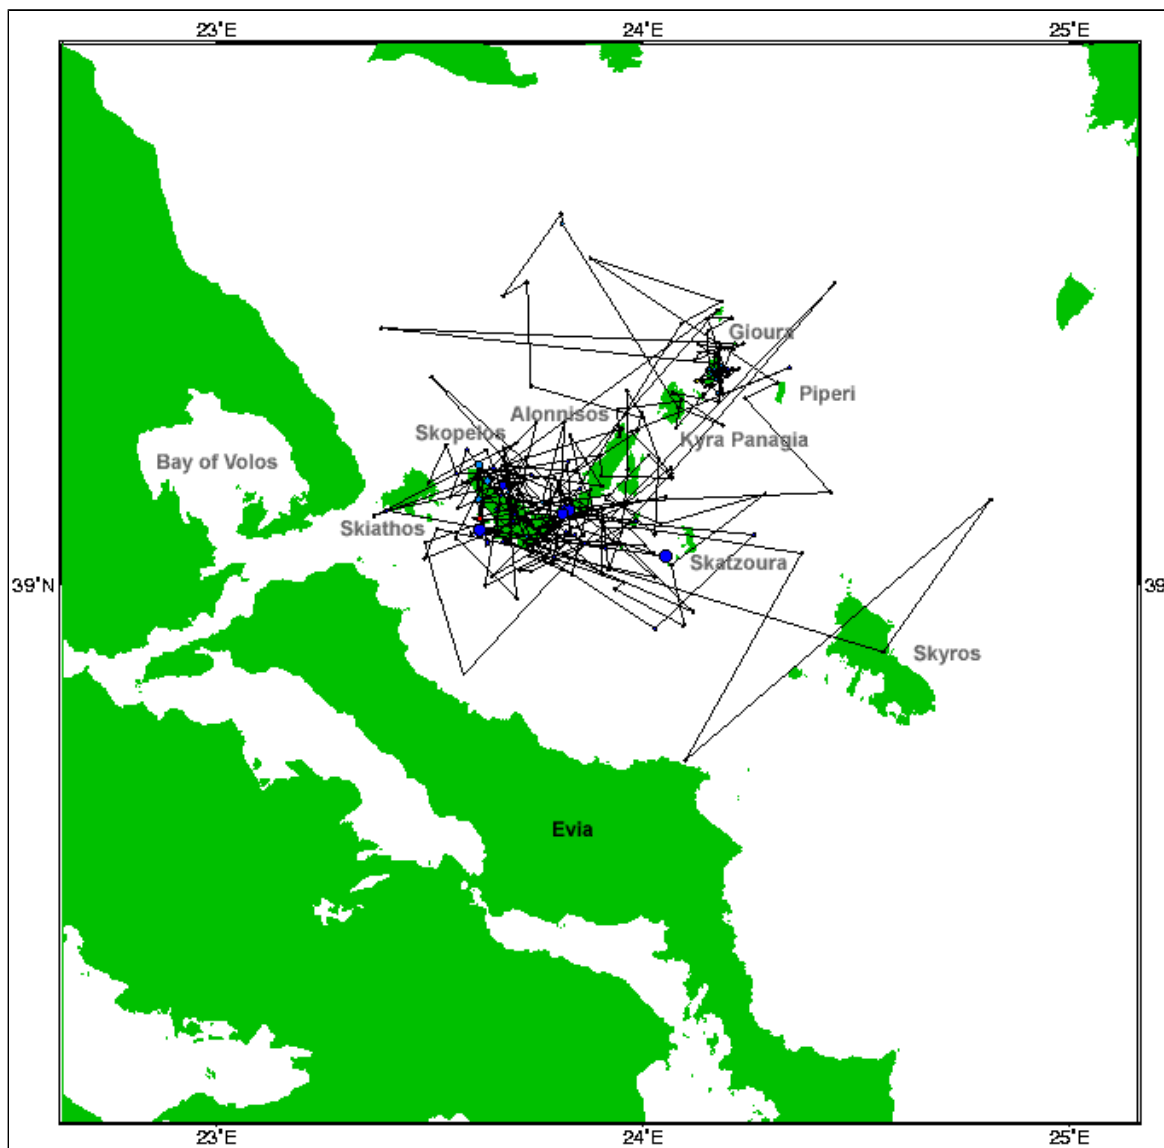 23°E 24°E 25°E
Gioura
Piperi
Alonnisos
Skopelos
Kyra Panagia
Bay of Volos
Skiathos
Skatzoura
39°N 39
Skyros
Evia
23°E 24°E 25°E